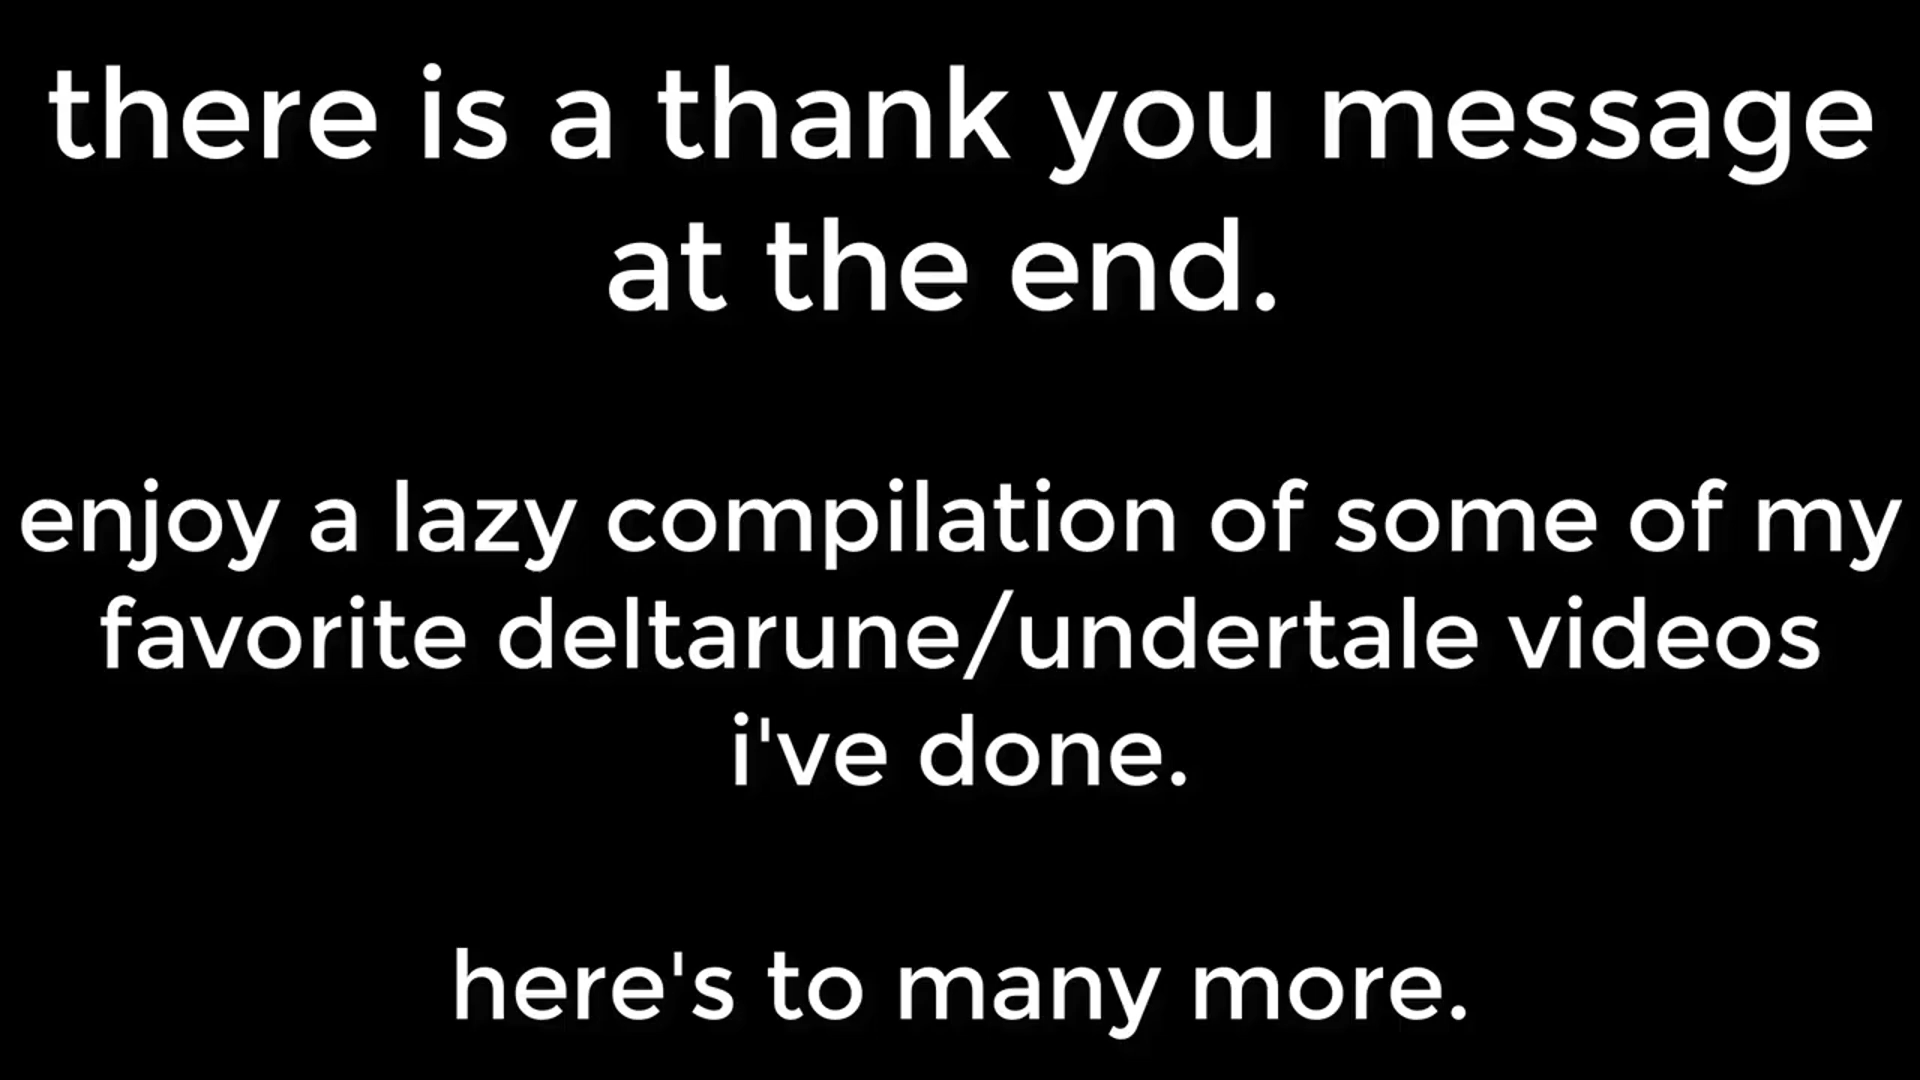 there is a thank you message
at the end.
enjoy a lazy compilation of some of my
favorite deltarune/undertale videos
i've done.
here's to many more.